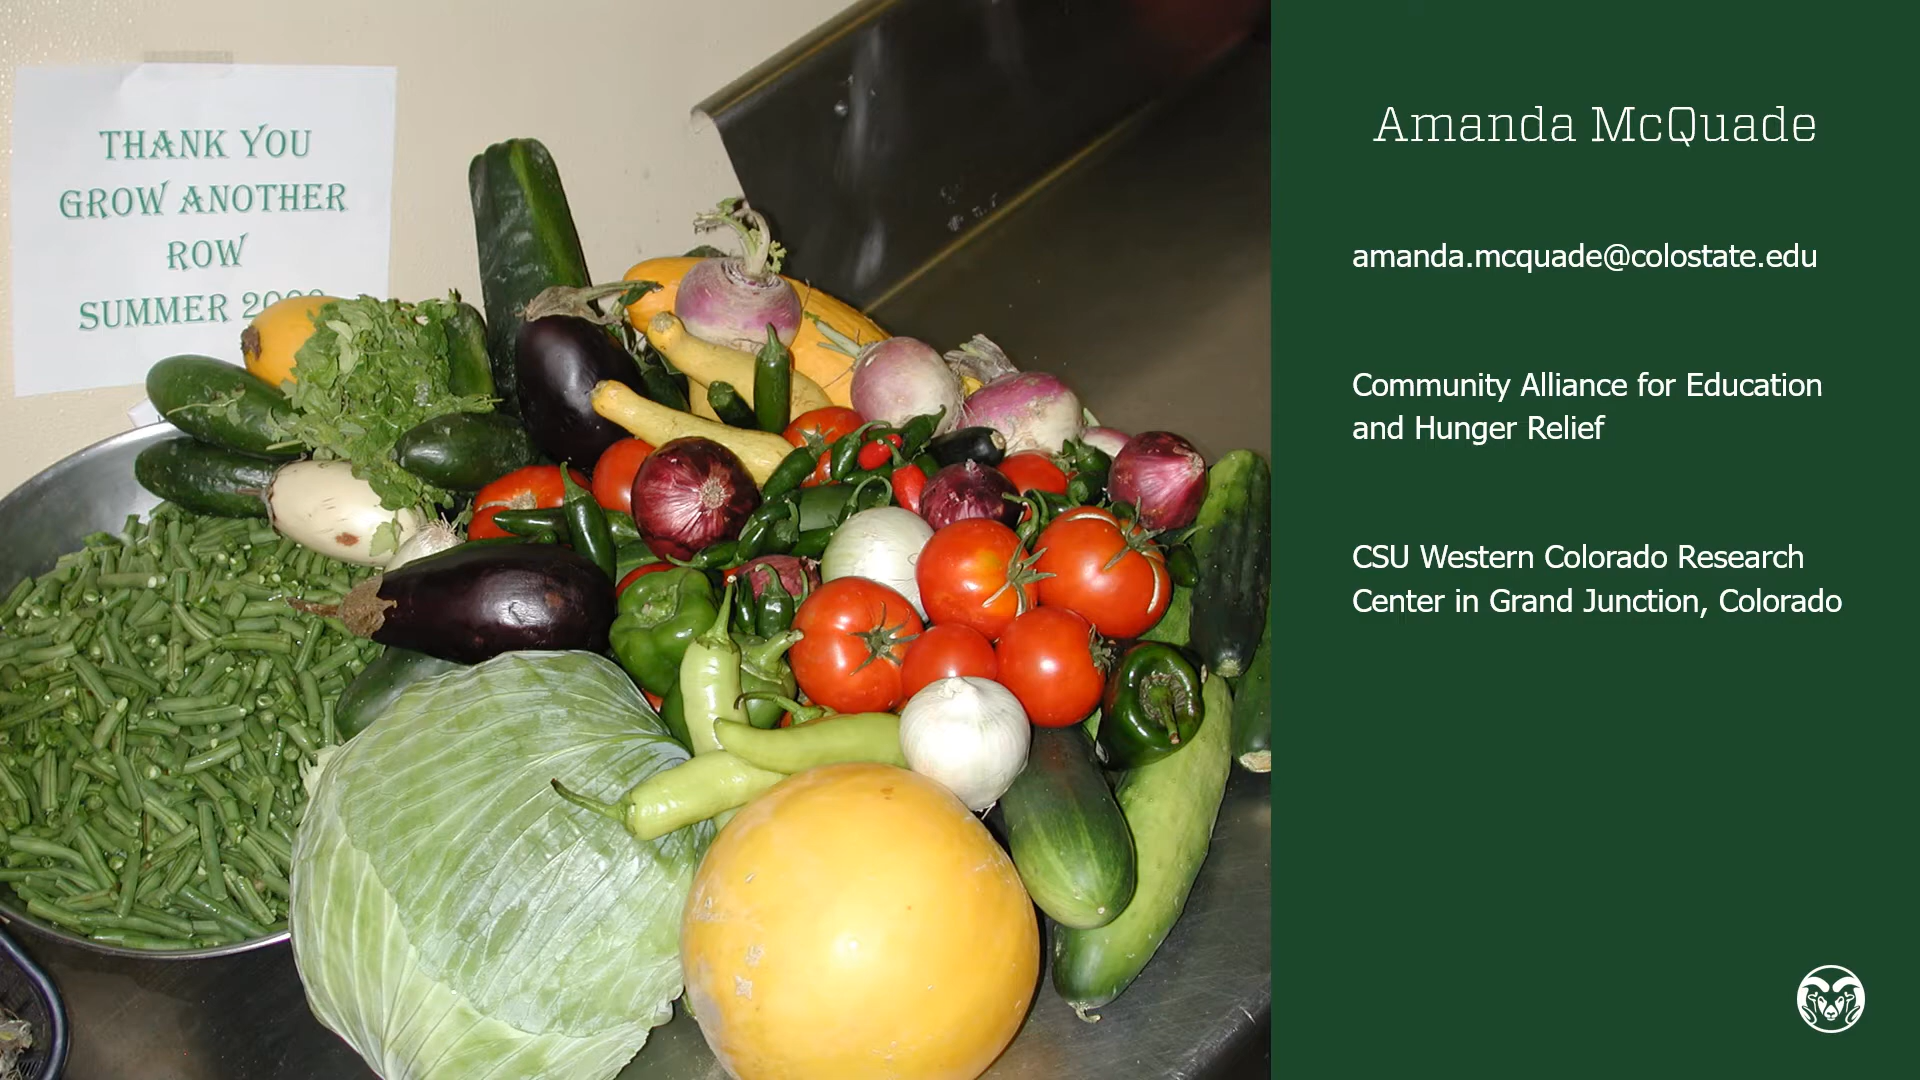 THANK YOU
GROW ANOTHER
ROW
SUMMER
Amanda McQuade
amanda.mcquade@colostate.edu
Community Alliance for Education
and Hunger Relief
CSU Western Colorado Research
Center in Grand Junction, Colorado